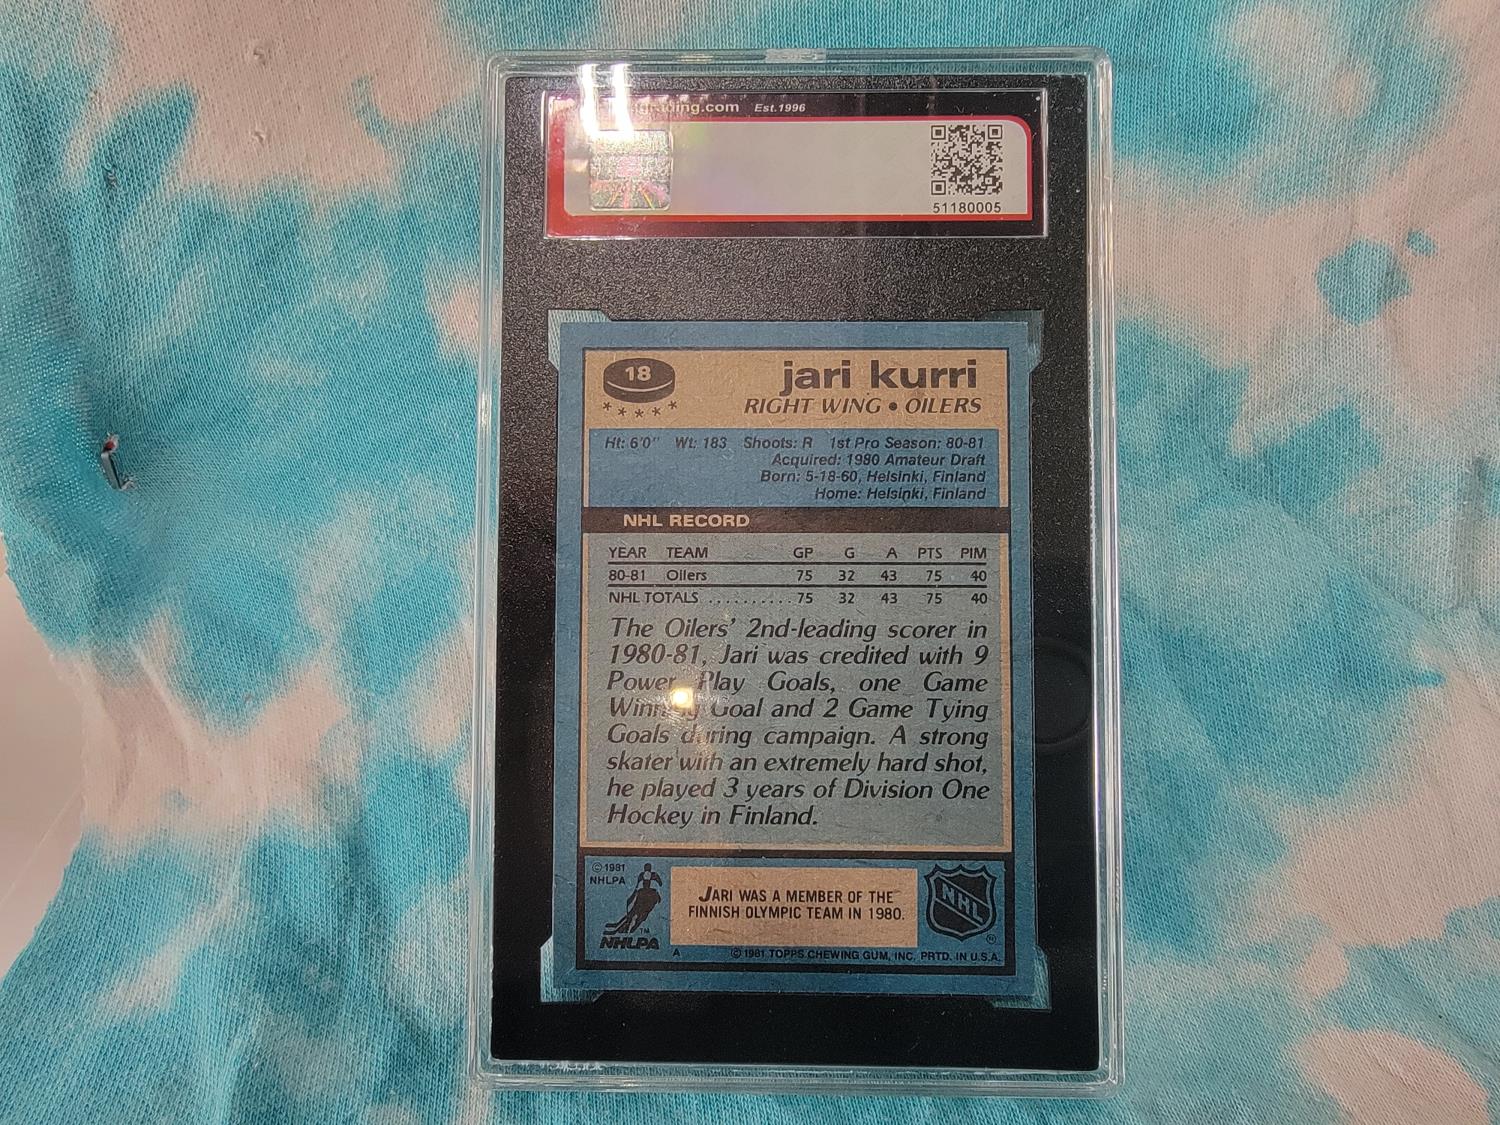 grading.com Est.1996
51180005
18
jari kurri
RIGHT WING • OILERS
Ht: 6'0" Wt: 183 Shoots: R 1st Pro Season: 80-81
Acquired: 1980 Amateur Draft
Born: 5-18-60, Helsinki, Finland
Home: Helsinki, Finland
NHL RECORD
YEAR TEAM GP G A PTS PIM
80-81 Oilers 75 32 43 75 40
NHL TOTALS .......... 75 32 43 75 40
The Oilers' 2nd-leading scorer in
1980-81, Jari was credited with 9
Power Play Goals, one Game
Winning Goal and 2 Game Tying
Goals during campaign. A strong
skater with an extremely hard shot,
he played 3 years of Division One
Hockey in Finland.
© 1981
NHLPA
JARI WAS A MEMBER OF THE
FINNISH OLYMPIC TEAM IN 1980.
NHL
TM
NHLPA
A
© 1981 TOPPS CHEWING GUM, INC. PRTD. IN U.S.A.